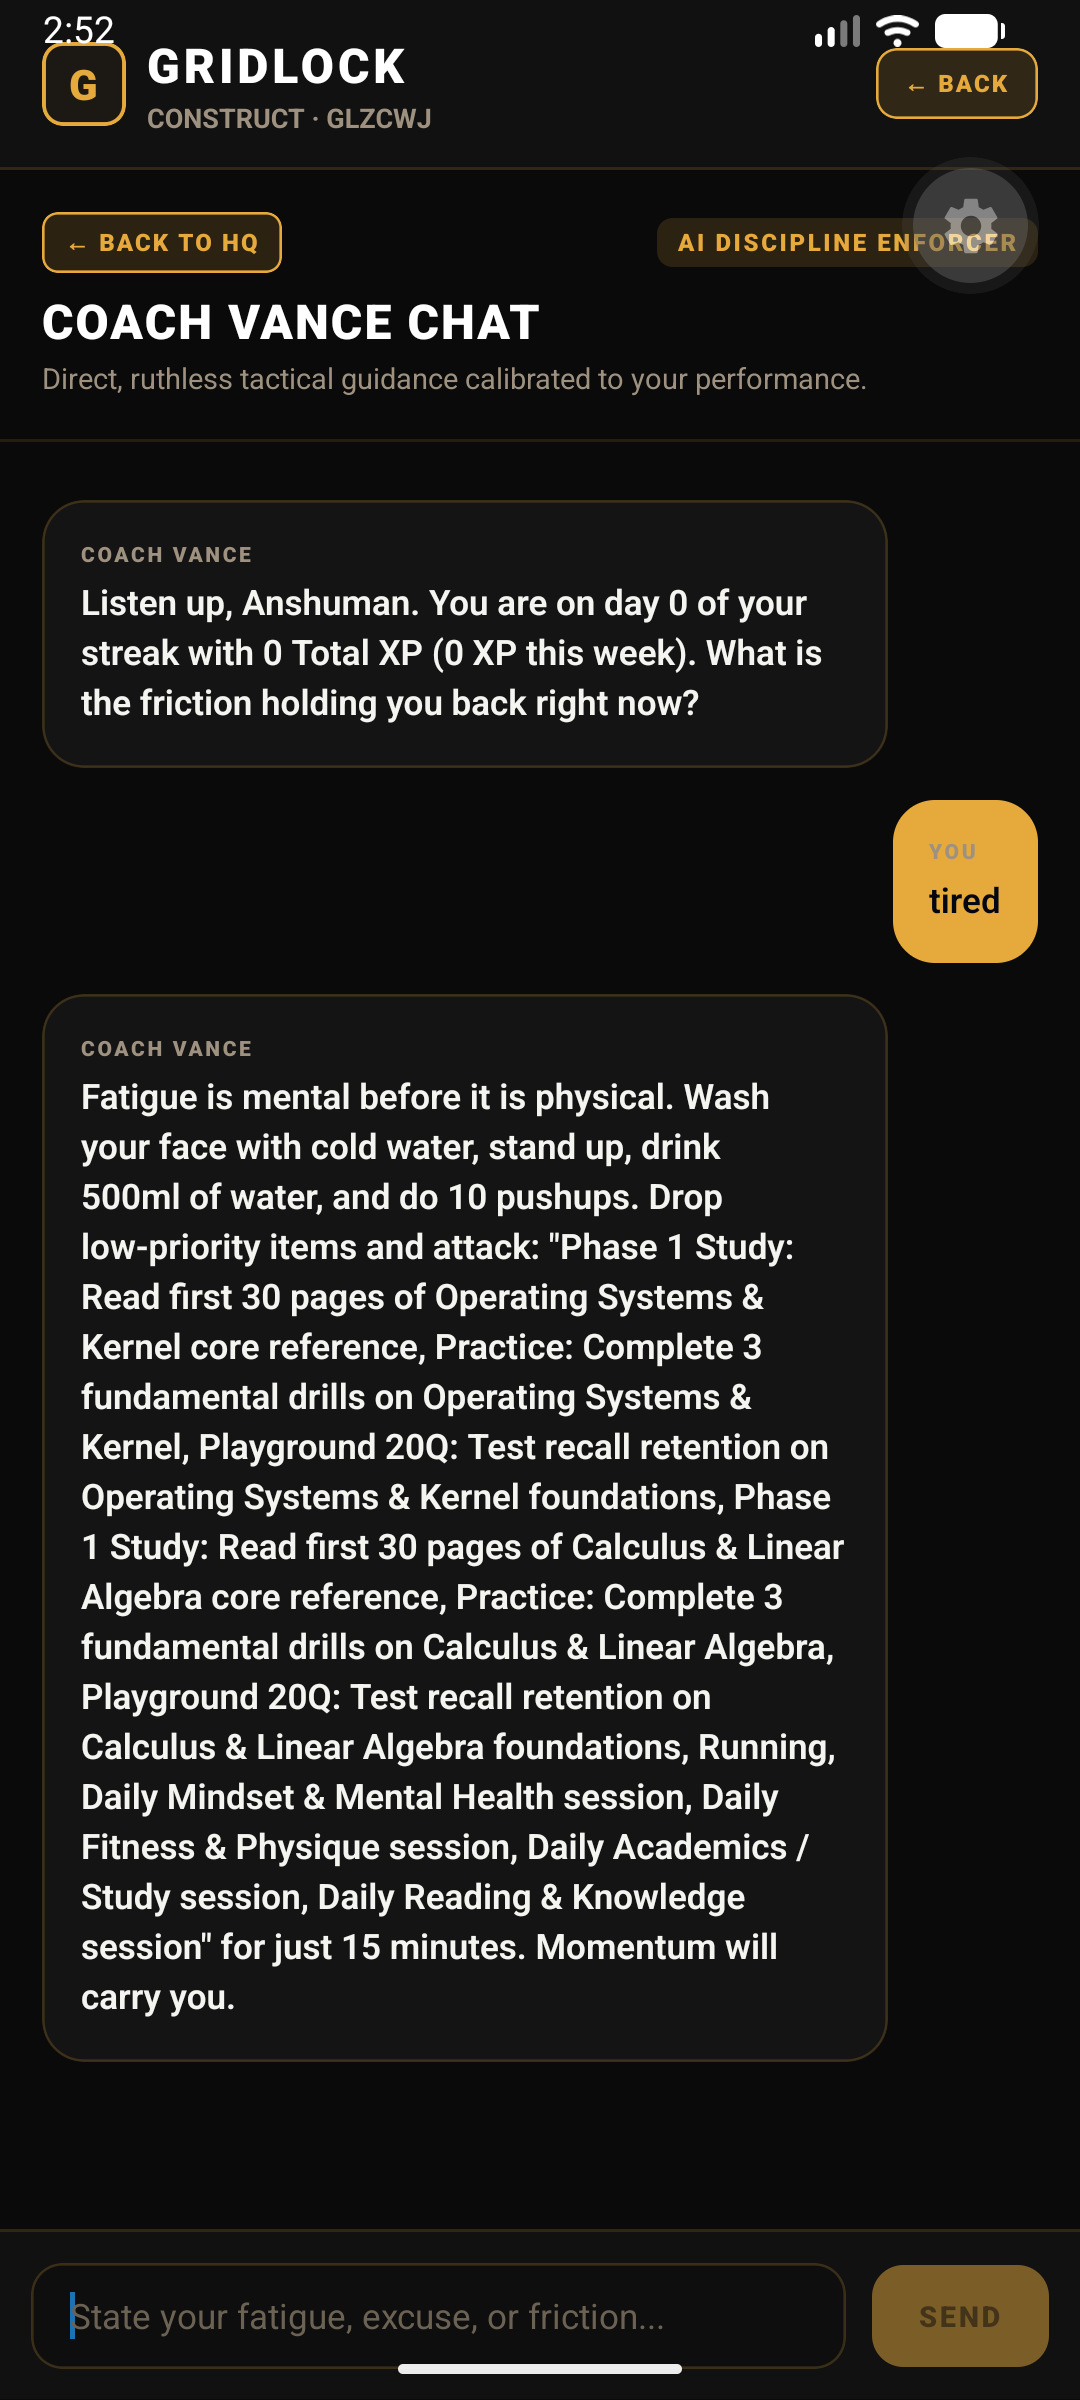 2:52
G
GRIDLOCK
← BACK
CONSTRUCT · GLZCWJ
← BACK TO HQ
AI DISCIPLINE ENFORCER
COACH VANCE CHAT
Direct, ruthless tactical guidance calibrated to your performance.
COACH VANCE
Listen up, Anshuman. You are on day 0 of your
streak with 0 Total XP (0 XP this week). What is
the friction holding you back right now?
YOU
tired
COACH VANCE
Fatigue is mental before it is physical. Wash
your face with cold water, stand up, drink
500ml of water, and do 10 pushups. Drop
low-priority items and attack: "Phase 1 Study:
Read first 30 pages of Operating Systems &
Kernel core reference, Practice: Complete 3
fundamental drills on Operating Systems &
Kernel, Playground 20Q: Test recall retention on
Operating Systems & Kernel foundations, Phase
1 Study: Read first 30 pages of Calculus & Linear
Algebra core reference, Practice: Complete 3
fundamental drills on Calculus & Linear Algebra,
Playground 20Q: Test recall retention on
Calculus & Linear Algebra foundations, Running,
Daily Mindset & Mental Health session, Daily
Fitness & Physique session, Daily Academics /
Study session, Daily Reading & Knowledge
session" for just 15 minutes. Momentum will
carry you.
State your fatigue, excuse, or friction...
SEND